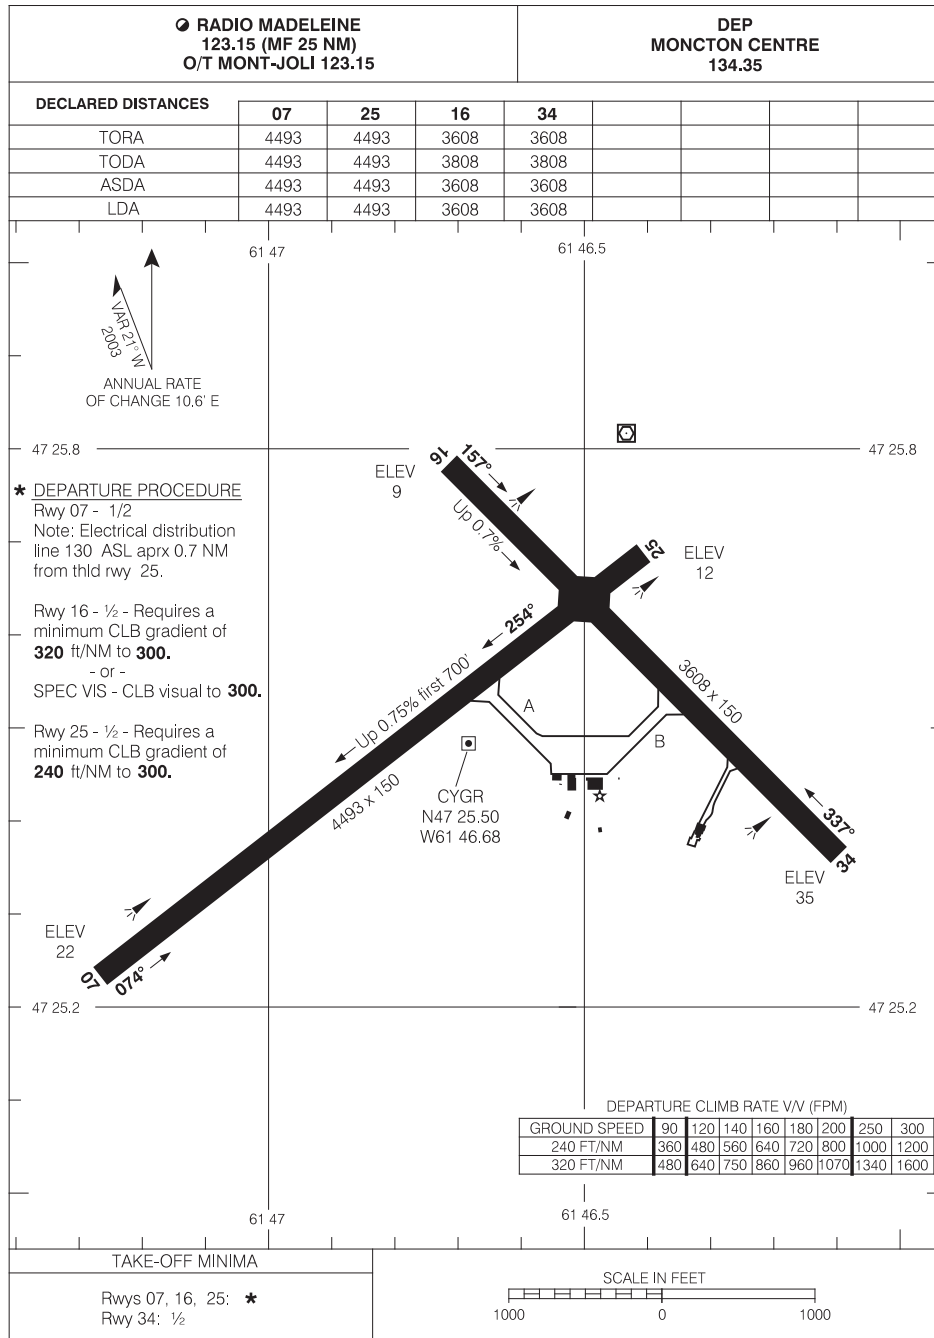 RADIO MADELEINE
123.15 (MF 25 NM)
O/T MONT-JOLI 123.15
DEP
MONCTON CENTRE
134.35
DECLARED DISTANCES
07 25 16 34
TORA 4493 4493 3608 3608
TODA 4493 4493 3808 3808
ASDA 4493 4493 3608 3608
LDA 4493 4493 3608 3608
61 47
61 46.5
VAR 21° W
2003
ANNUAL RATE
OF CHANGE 10.6' E
47 25.8
47 25.8
16
157°
ELEV
9
Up 0.7%
25
ELEV
12
* DEPARTURE PROCEDURE
Rwy 07 - 1/2
Note: Electrical distribution
line 130 ASL aprx 0.7 NM
from thld rwy 25.
Rwy 16 - ½ - Requires a
minimum CLB gradient of
320 ft/NM to 300.
- or -
SPEC VIS - CLB visual to 300.
Rwy 25 - ½ - Requires a
minimum CLB gradient of
240 ft/NM to 300.
254°
Up 0.75% first 700'
4493 x 150
3608 x 150
A
B
CYGR
N47 25.50
W61 46.68
337°
34
ELEV
35
ELEV
22
07
074°
47 25.2
47 25.2
DEPARTURE CLIMB RATE V/V (FPM)
GROUND SPEED 90 120 140 160 180 200 250 300
240 FT/NM 360 480 560 640 720 800 1000 1200
320 FT/NM 480 640 750 860 960 1070 1340 1600
61 47
61 46.5
TAKE-OFF MINIMA
Rwys 07, 16, 25: *
Rwy 34: ½
SCALE IN FEET
1000 0 1000